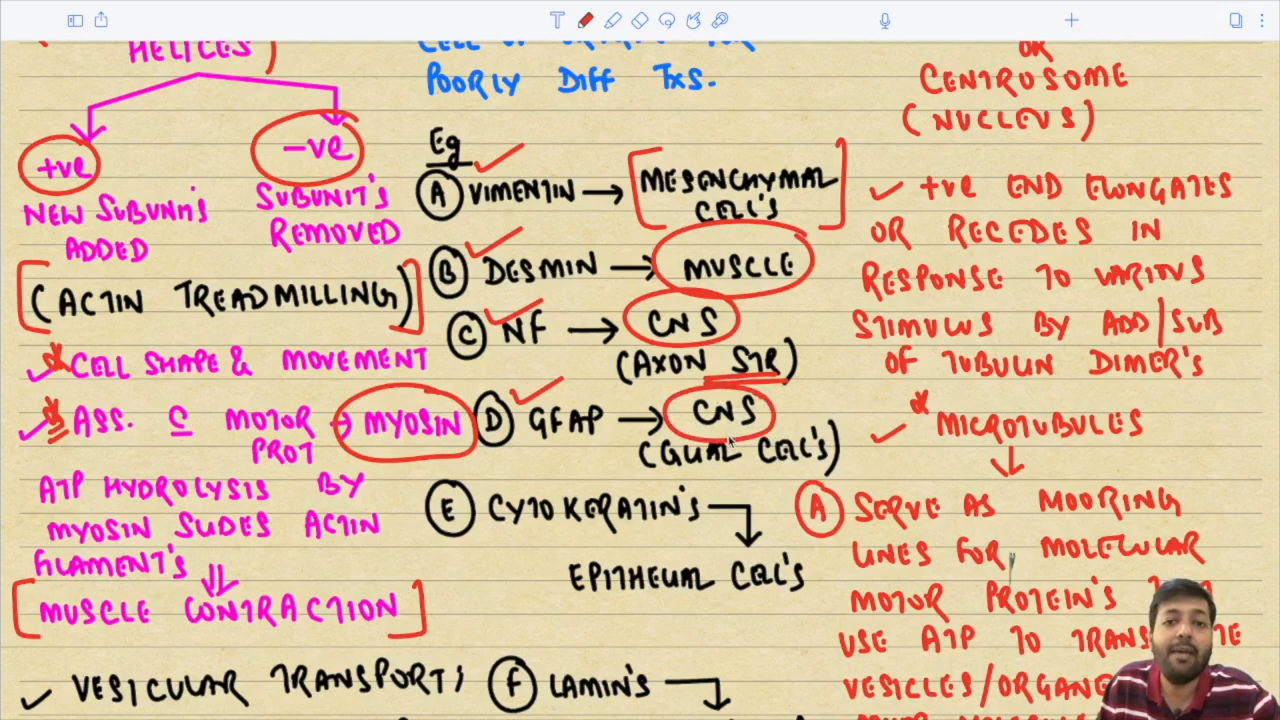 HELICES)
+ve
-ve
NEW SUBUNITS
ADDED
SUBUNIT'S
REMOVED
(ACTIN TREADMILLING)
CELL SHAPE & MOVEMENT
ASS. C MOTOR → MYOSIN
PROT
ATP HYDROLYSIS BY
MYOSIN SLIDES ACTIN
FILAMENT'S
MUSCLE CONTRACTION
VESICULAR TRANSPORT;
POORLY DIFF TXS.
Eg
A VIMENTIN → MESENCHYMAL
CELL'S
B DESMIN → MUSCLE
C NF → CNS
(AXON STR)
D GFAP → CNS
(GLIAL CELL'S)
E CYTOKERATIN'S
EPITHELIAL CELL'S
F LAMIN'S
OR
CENTROSOME
(NUCLEUS)
+ve END ELONGATES
OR RECEDES IN
RESPONSE TO VARIOUS
STIMULUS BY ADD/SUB
OF TUBULIN DIMER'S
MICROTUBULES
A SERVE AS MOORING
LINES FOR MOLECULAR
MOTOR PROTEIN'S
USE ATP TO
VESICLES/